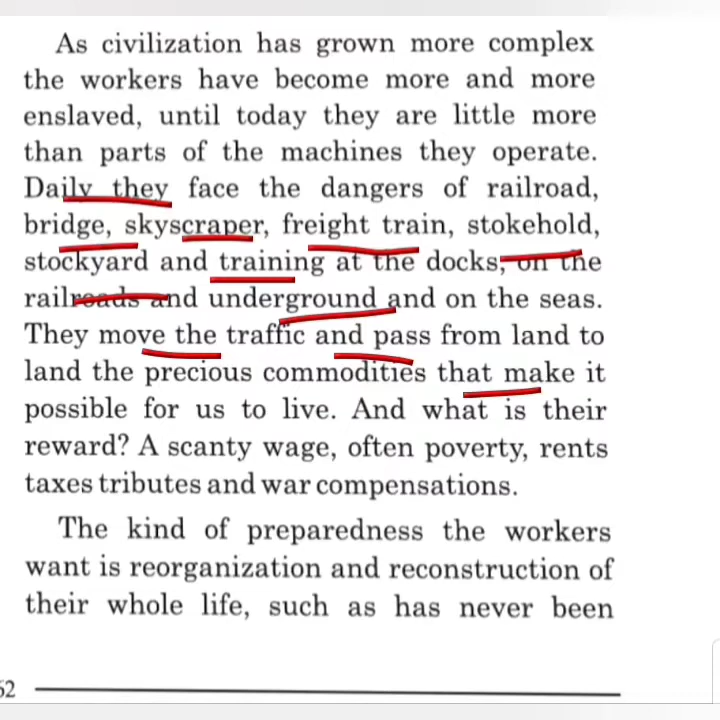 As civilization has grown more complex
the workers have become more and more
enslaved, until today they are little more
than parts of the machines they operate.
Daily they face the dangers of railroad,
bridge, skyscraper, freight train, stokehold,
stockyard and training at the docks, on the
railroads and underground and on the seas.
They move the traffic and pass from land to
land the precious commodities that make it
possible for us to live. And what is their
reward? A scanty wage, often poverty, rents
taxes tributes and war compensations.
The kind of preparedness the workers
want is reorganization and reconstruction of
their whole life, such as has never been